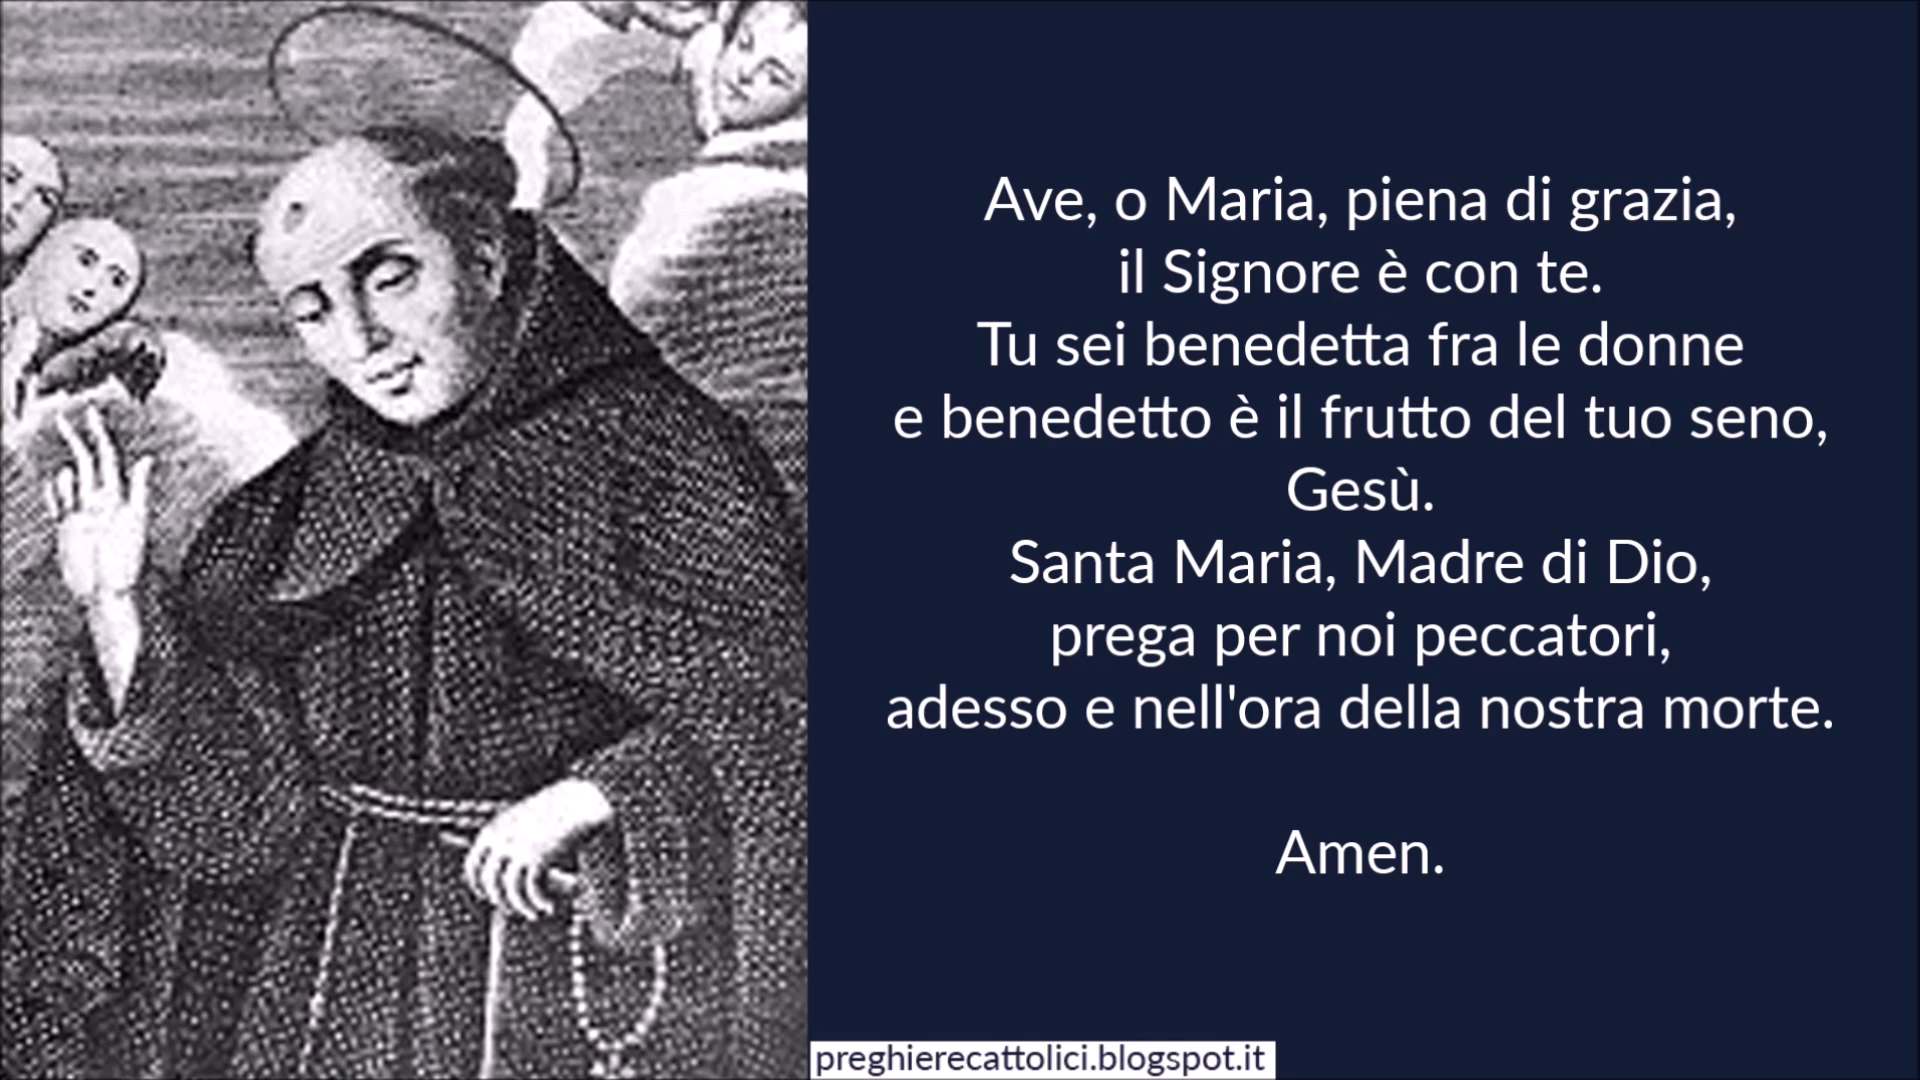 Ave, o Maria, piena di grazia,
il Signore è con te.
Tu sei benedetta fra le donne
e benedetto è il frutto del tuo seno,
Gesù.
Santa Maria, Madre di Dio,
prega per noi peccatori,
adesso e nell'ora della nostra morte.
Amen.
preghierecattolici.blogspot.it